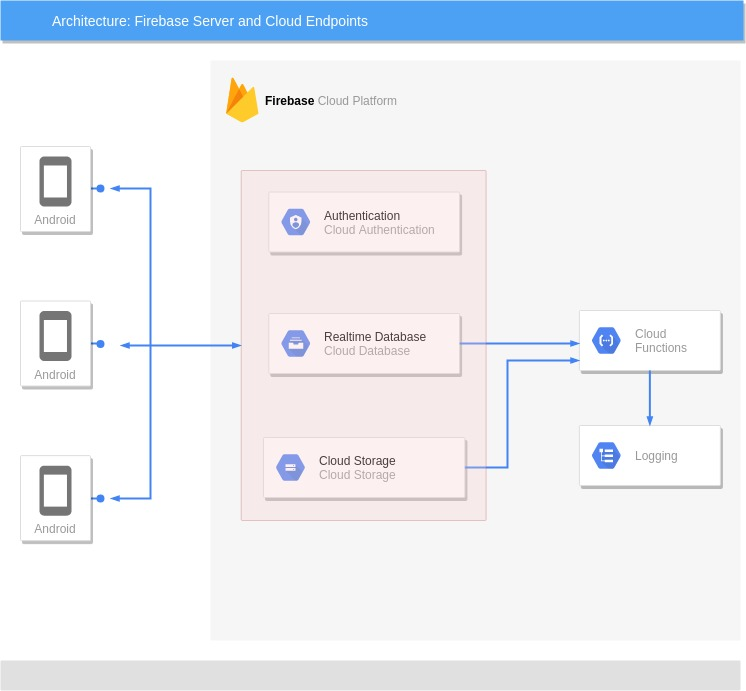 Architecture: Firebase Server and Cloud Endpoints
Firebase Cloud Platform
Android
Android
Android
Authentication
Cloud Authentication
Realtime Database
Cloud Database
Cloud Storage
Cloud Storage
Cloud
Functions
Logging